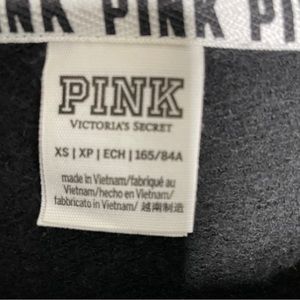 INK PINK PI
PINK
VICTORIA'S SECRET
XS | XP | ECH | 165/84A
made in Vietnam/fabriqué au
Vietnam/hecho en Vietnam/
fabbricato in Vietnam/ 越南制造